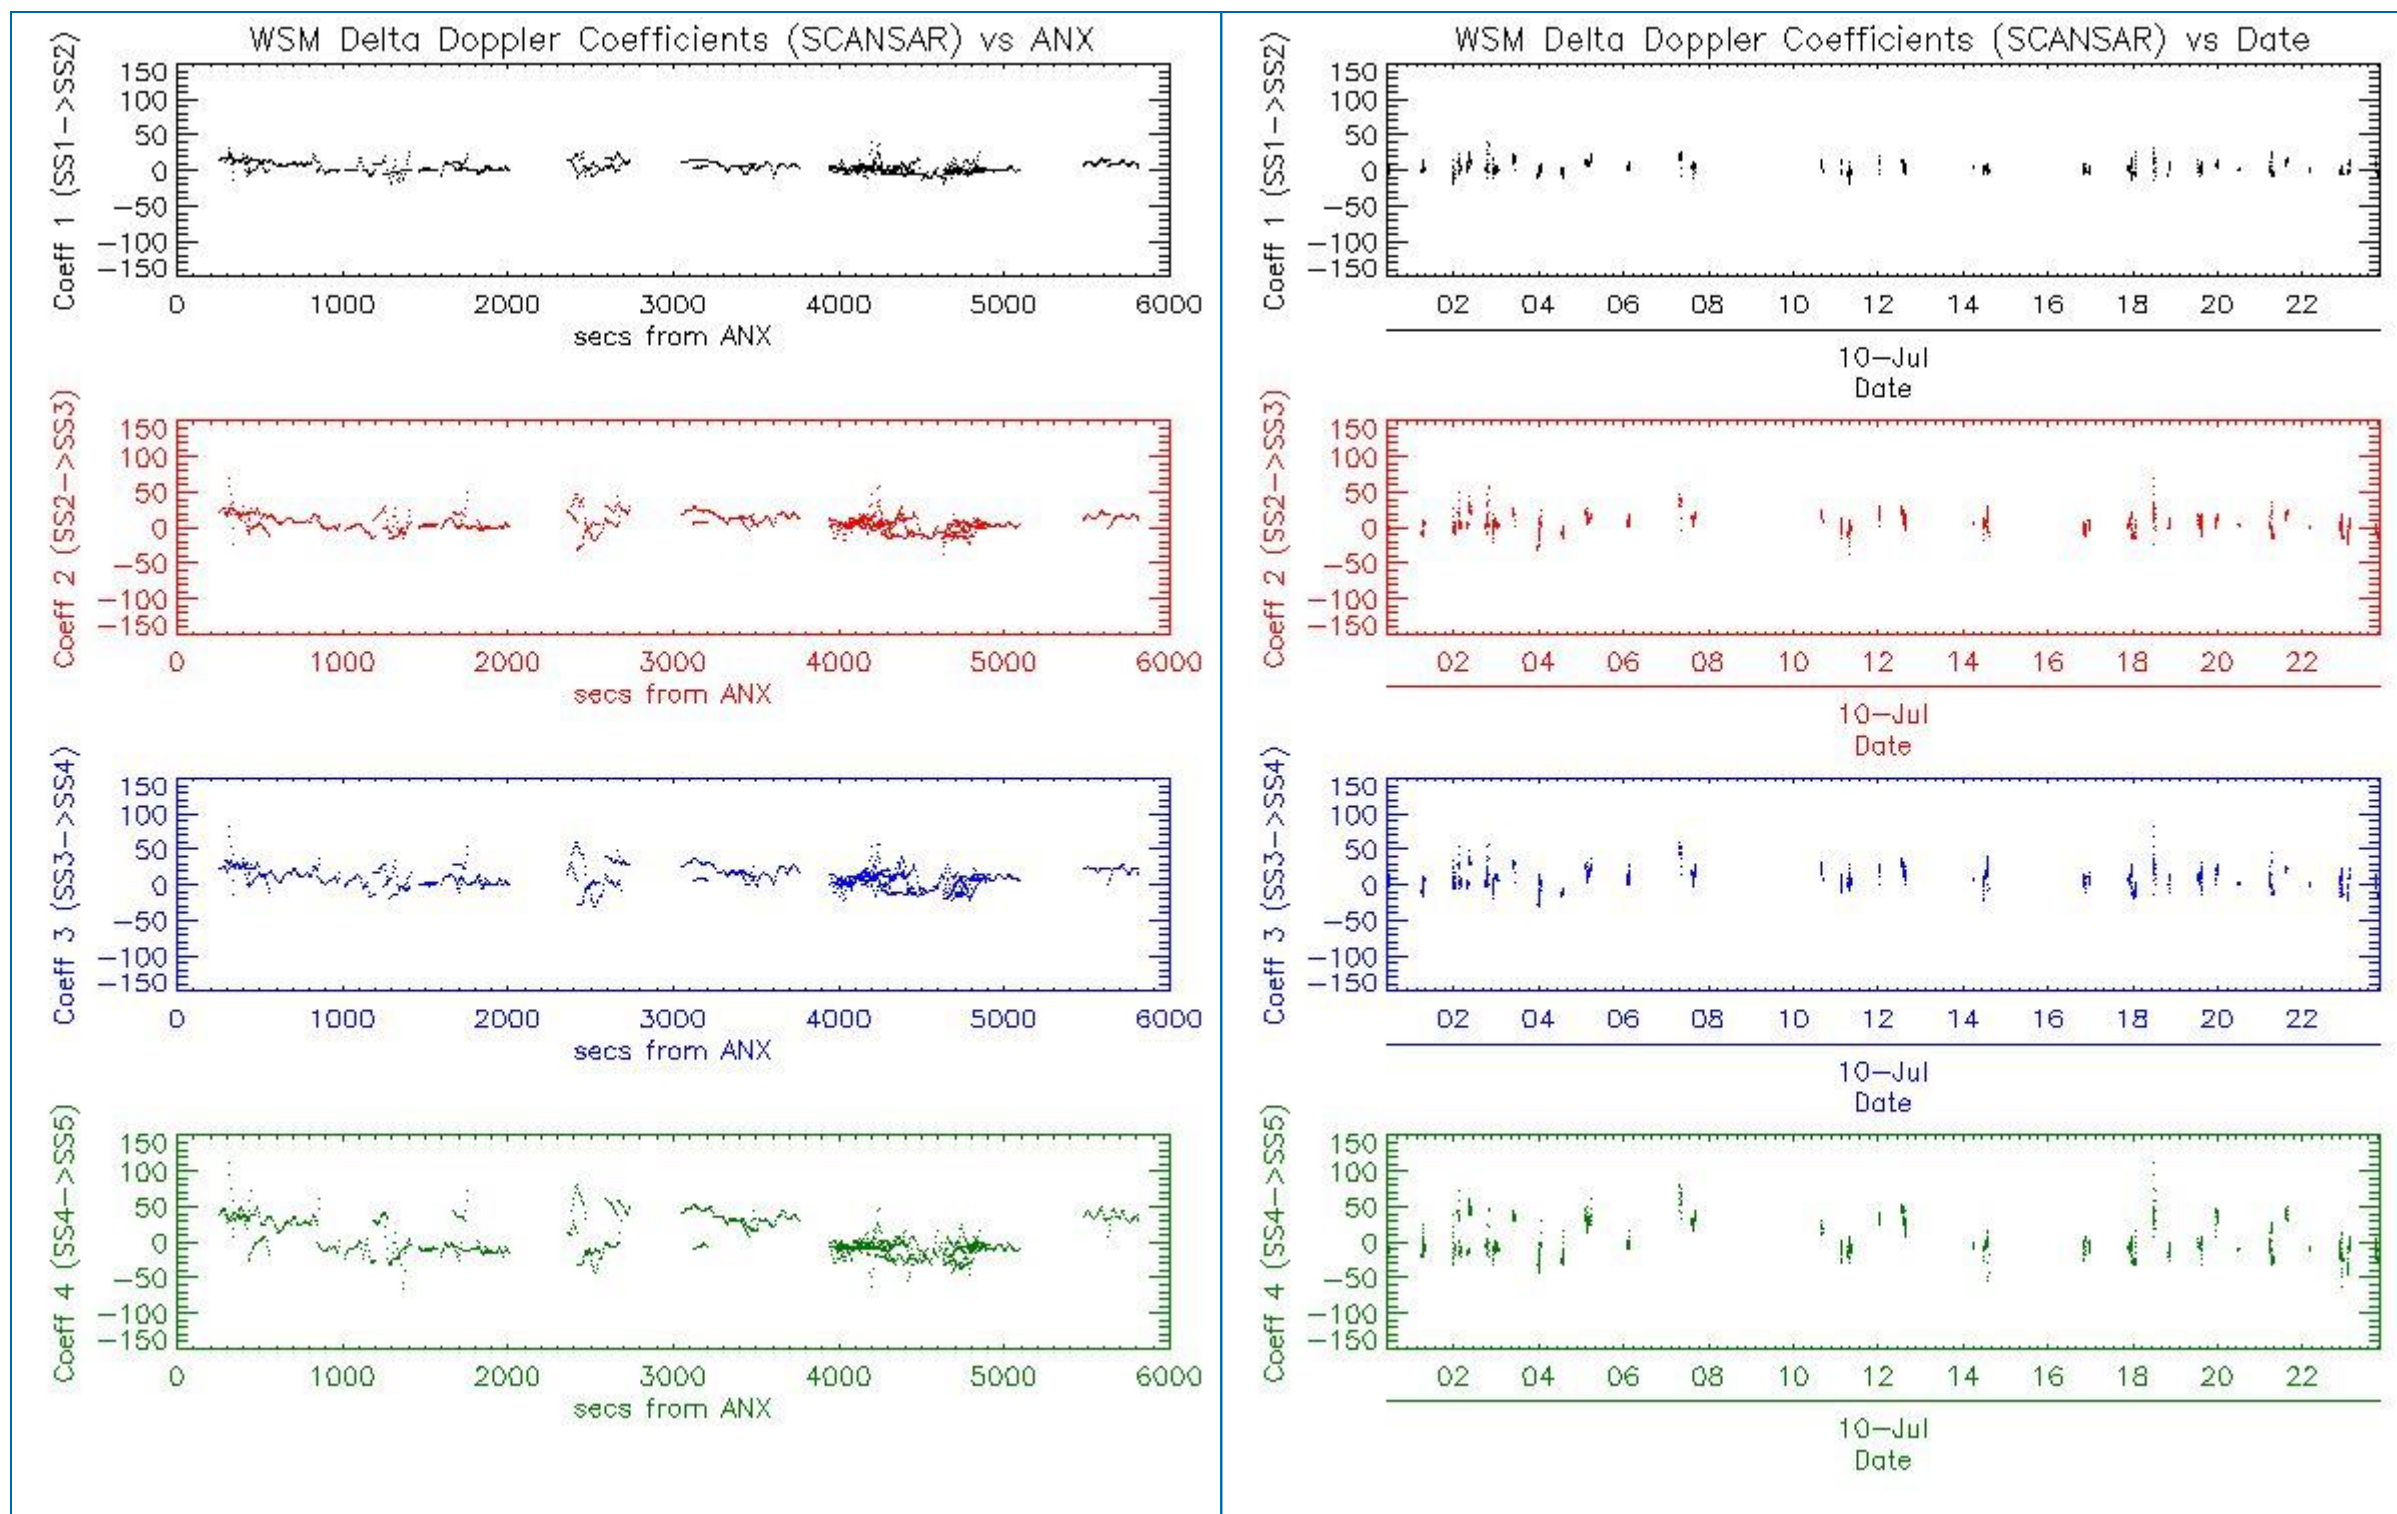 WSM Delta Doppler Coefficients (SCANSAR) vs ANX
Coeff 1 (SS1->SS2)
150
100
50
0
-50
-100
-150
0 1000 2000 3000 4000 5000 6000
secs from ANX
Coeff 2 (SS2->SS3)
150
100
50
0
-50
-100
-150
0 1000 2000 3000 4000 5000 6000
secs from ANX
Coeff 3 (SS3->SS4)
150
100
50
0
-50
-100
-150
0 1000 2000 3000 4000 5000 6000
secs from ANX
Coeff 4 (SS4->SS5)
150
100
50
0
-50
-100
-150
0 1000 2000 3000 4000 5000 6000
secs from ANX
WSM Delta Doppler Coefficients (SCANSAR) vs Date
Coeff 1 (SS1->SS2)
150
100
50
0
-50
-100
-150
02 04 06 08 10 12 14 16 18 20 22
10-Jul
Date
Coeff 2 (SS2->SS3)
150
100
50
0
-50
-100
-150
02 04 06 08 10 12 14 16 18 20 22
10-Jul
Date
Coeff 3 (SS3->SS4)
150
100
50
0
-50
-100
-150
02 04 06 08 10 12 14 16 18 20 22
10-Jul
Date
Coeff 4 (SS4->SS5)
150
100
50
0
-50
-100
-150
02 04 06 08 10 12 14 16 18 20 22
10-Jul
Date